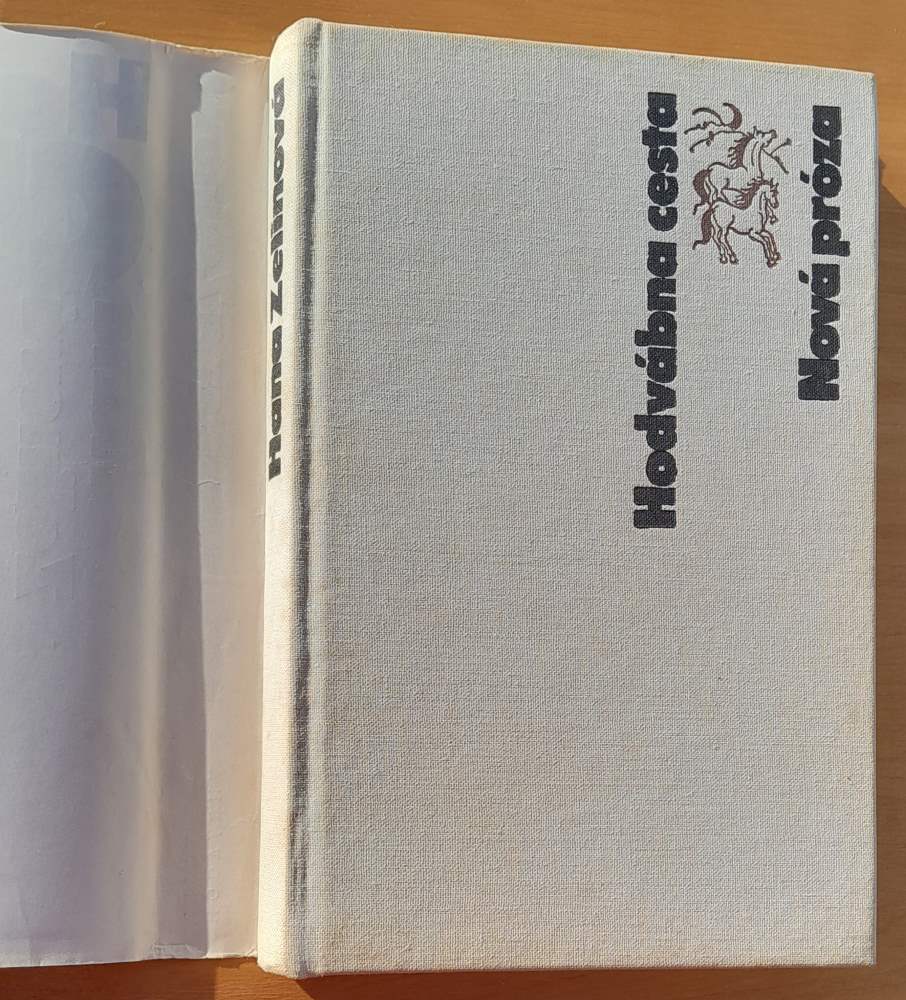 Hana Zelinová
Hodvábna cesta
Nová próza